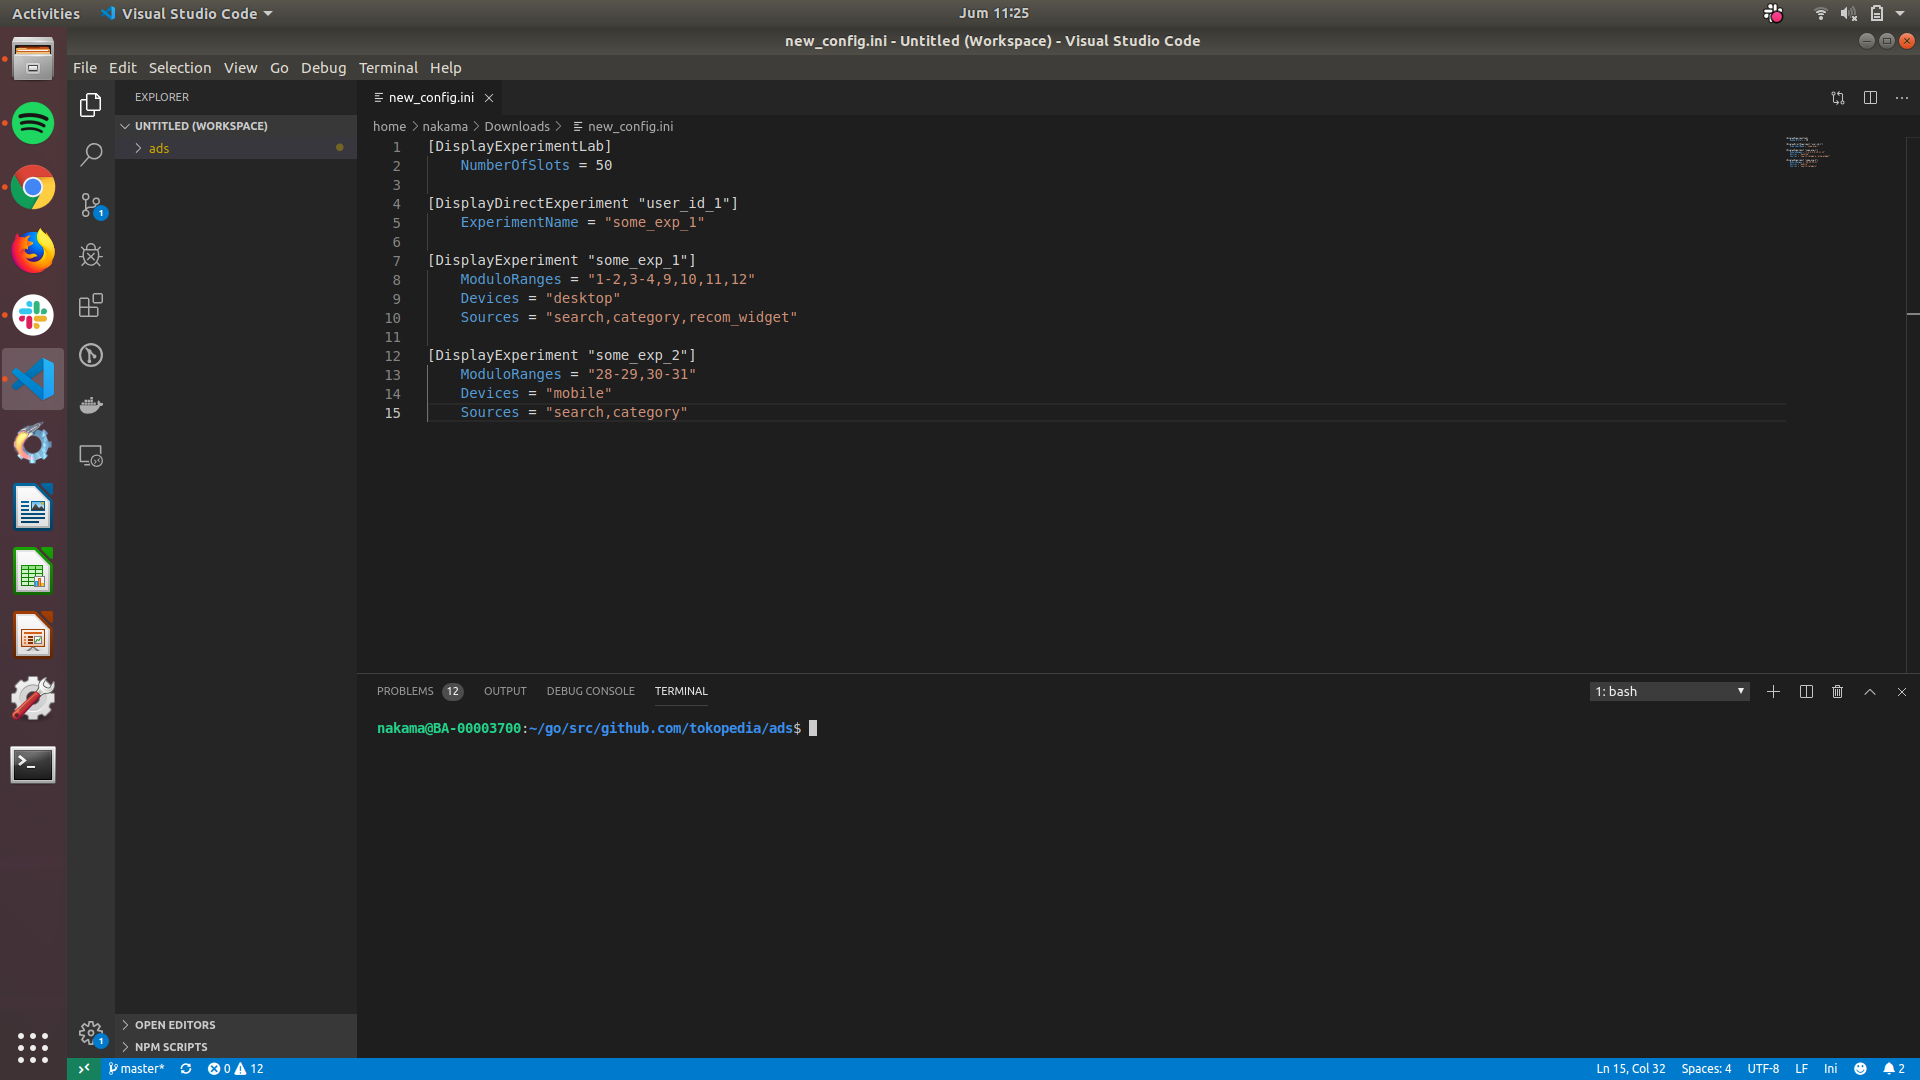 Activities
Visual Studio Code
Jum 11:25
new_config.ini - Untitled (Workspace) - Visual Studio Code
File Edit Selection View Go Debug Terminal Help
EXPLORER
UNTITLED (WORKSPACE)
ads
1
1
OPEN EDITORS
NPM SCRIPTS
new_config.ini
home > nakama > Downloads > new_config.ini
1 [DisplayExperimentLab]
2 NumberOfSlots = 50
3
4 [DisplayDirectExperiment "user_id_1"]
5 ExperimentName = "some_exp_1"
6
7 [DisplayExperiment "some_exp_1"]
8 ModuloRanges = "1-2,3-4,9,10,11,12"
9 Devices = "desktop"
10 Sources = "search,category,recom_widget"
11
12 [DisplayExperiment "some_exp_2"]
13 ModuloRanges = "28-29,30-31"
14 Devices = "mobile"
15 Sources = "search,category"
PROBLEMS 12 OUTPUT DEBUG CONSOLE TERMINAL
1: bash
nakama@BA-00003700:~/go/src/github.com/tokopedia/ads$
master* 0 12
Ln 15, Col 32 Spaces: 4 UTF-8 LF Ini 2